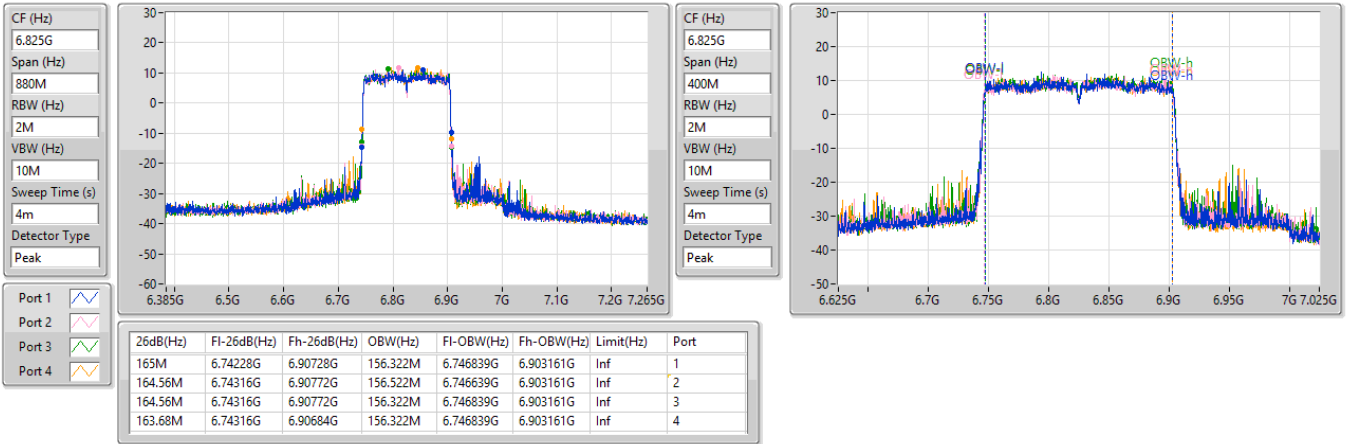 CF (Hz)
6.825G
Span (Hz)
880M
RBW (Hz)
2M
VBW (Hz)
10M
Sweep Time (s)
4m
Detector Type
Peak
30
20
10
0
-10
-20
-30
-40
-50
-60
6.385G 6.5G 6.6G 6.7G 6.8G 6.9G 7G 7.1G 7.2G 7.265G
CF (Hz)
6.825G
Span (Hz)
400M
RBW (Hz)
2M
VBW (Hz)
10M
Sweep Time (s)
4m
Detector Type
Peak
30
20
10
0
-10
-20
-30
-40
-50
OBW-l OBW-h
OBW-h
6.625G 6.7G 6.75G 6.8G 6.85G 6.9G 6.95G 7G 7.025G
Port 1
Port 2
Port 3
Port 4
26dB(Hz) Fl-26dB(Hz) Fh-26dB(Hz) OBW(Hz) Fl-OBW(Hz) Fh-OBW(Hz) Limit(Hz) Port
165M 6.74228G 6.90728G 156.322M 6.746839G 6.903161G Inf 1
164.56M 6.74316G 6.90772G 156.522M 6.746639G 6.903161G Inf 2
164.56M 6.74316G 6.90772G 156.322M 6.746839G 6.903161G Inf 3
163.68M 6.74316G 6.90684G 156.322M 6.746839G 6.903161G Inf 4